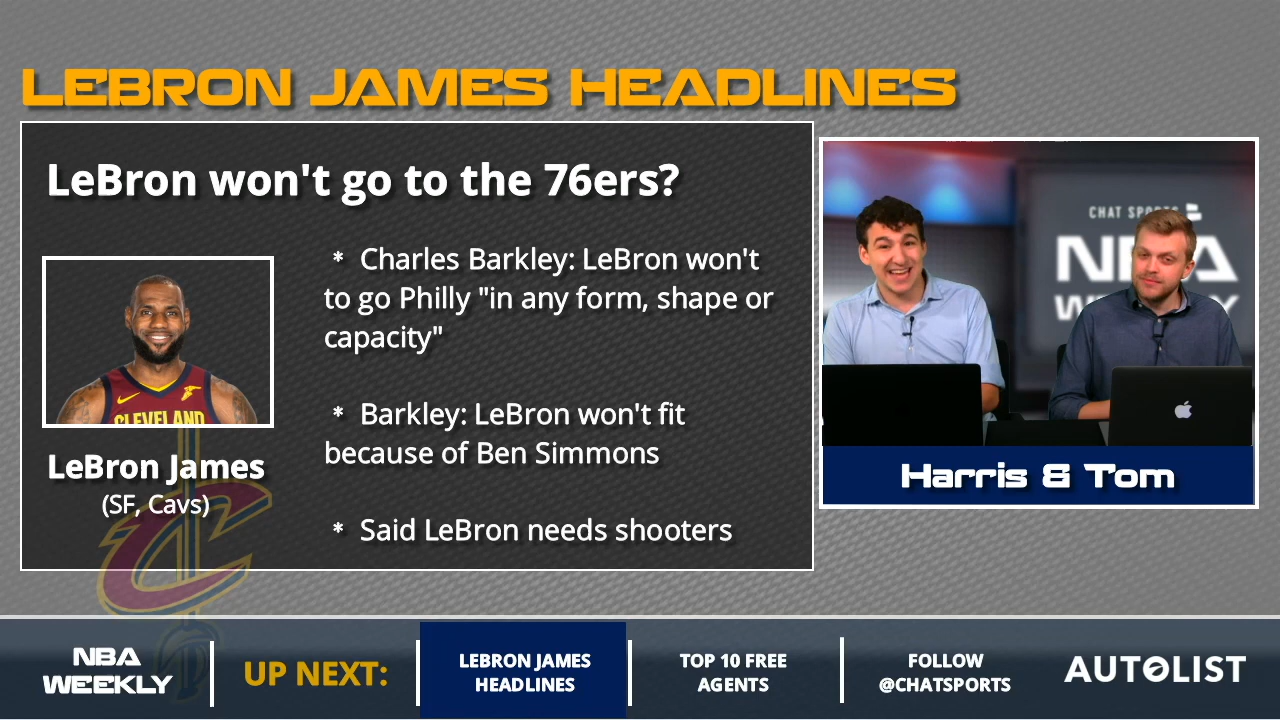 LEBRON JAMES HEADLINES
LeBron won't go to the 76ers?
* Charles Barkley: LeBron won't
to go Philly "in any form, shape or
capacity"
* Barkley: LeBron won't fit
because of Ben Simmons
* Said LeBron needs shooters
CLEVELAND
LeBron James
(SF, Cavs)
CHAT SPORTS
NBA
WEEKLY
Harris & Tom
NBA
WEEKLY
UP NEXT:
LEBRON JAMES
HEADLINES
TOP 10 FREE
AGENTS
FOLLOW
@CHATSPORTS
AUTOLIST